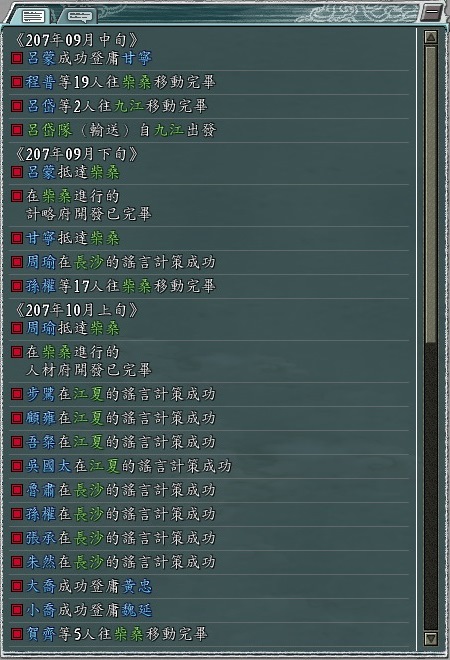 《207年09月中旬》
呂蒙成功登庸甘寧
程普等19人往柴桑移動完畢
呂岱等2人往九江移動完畢
呂岱隊（輸送）自九江出發
《207年09月下旬》
呂蒙抵達柴桑
在柴桑進行的
計略府開發已完畢
甘寧抵達柴桑
周瑜在長沙的謠言計策成功
孫權等17人往柴桑移動完畢
《207年10月上旬》
周瑜抵達柴桑
在柴桑進行的
人材府開發已完畢
步騭在江夏的謠言計策成功
顧雍在江夏的謠言計策成功
吾粲在江夏的謠言計策成功
吳國太在江夏的謠言計策成功
魯肅在長沙的謠言計策成功
孫權在長沙的謠言計策成功
張承在長沙的謠言計策成功
朱然在長沙的謠言計策成功
大喬成功登庸黃忠
小喬成功登庸魏延
賀齊等5人往柴桑移動完畢